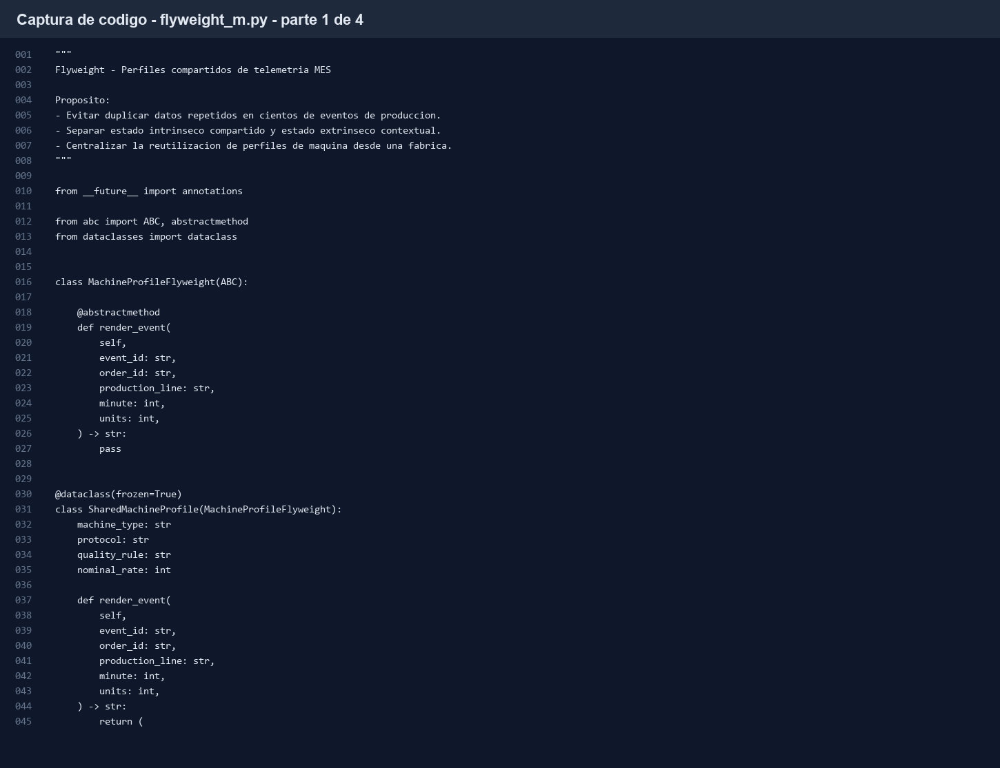 Captura de codigo - flyweight_m.py - parte 1 de 4
001 """
002 Flyweight - Perfiles compartidos de telemetria MES
003
004 Proposito:
005 - Evitar duplicar datos repetidos en cientos de eventos de produccion.
006 - Separar estado intrinseco compartido y estado extrinseco contextual.
007 - Centralizar la reutilizacion de perfiles de maquina desde una fabrica.
008 """
009
010 from __future__ import annotations
011
012 from abc import ABC, abstractmethod
013 from dataclasses import dataclass
014
015
016 class MachineProfileFlyweight(ABC):
017
018     @abstractmethod
019     def render_event(
020         self,
021         event_id: str,
022         order_id: str,
023         production_line: str,
024         minute: int,
025         units: int,
026     ) -> str:
027         pass
028
029
030 @dataclass(frozen=True)
031 class SharedMachineProfile(MachineProfileFlyweight):
032     machine_type: str
033     protocol: str
034     quality_rule: str
035     nominal_rate: int
036
037     def render_event(
038         self,
039         event_id: str,
040         order_id: str,
041         production_line: str,
042         minute: int,
043         units: int,
044     ) -> str:
045         return (